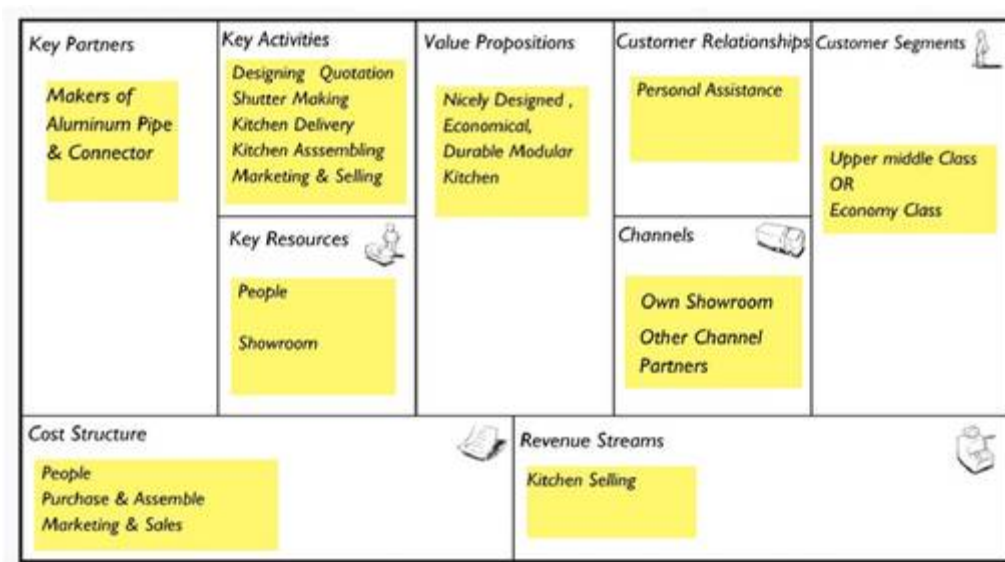 Key Partners
Makers of
Aluminum Pipe
& Connector
Key Activities
Designing Quotation
Shutter Making
Kitchen Delivery
Kitchen Asssembling
Marketing & Selling
Key Resources
People
Showroom
Value Propositions
Nicely Designed ,
Economical,
Durable Modular
Kitchen
Customer Relationships
Personal Assistance
Channels
Own Showroom
Other Channel
Partners
Customer Segments
Upper middle Class
OR
Economy Class
Cost Structure
People
Purchase & Assemble
Marketing & Sales
Revenue Streams
Kitchen Selling